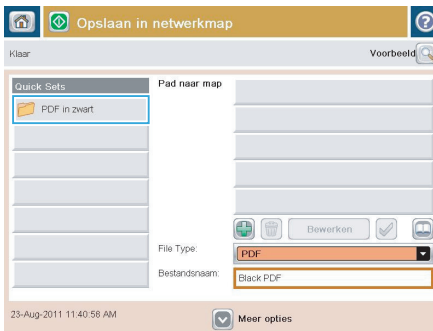 Opslaan in netwerkmap
Klaar
Voorbeeld
Quick Sets
Pad naar map
PDF in zwart
Bewerken
File Type:
PDF
Bestandsnaam:
Black PDF
23-Aug-2011 11:40:58 AM
Meer opties